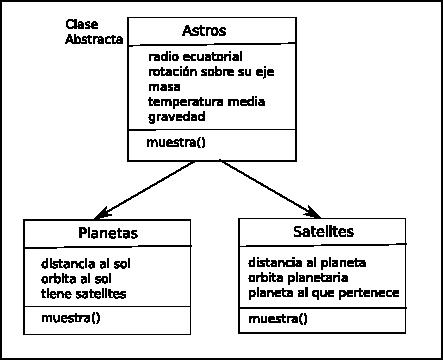 Clase
Abstracta
Astros
radio ecuatorial
rotación sobre su eje
masa
temperatura media
gravedad
muestra()
Planetas
distancia al sol
orbita al sol
tiene satelites
muestra()
Satelites
distancia al planeta
orbita planetaria
planeta al que pertenece
muestra()